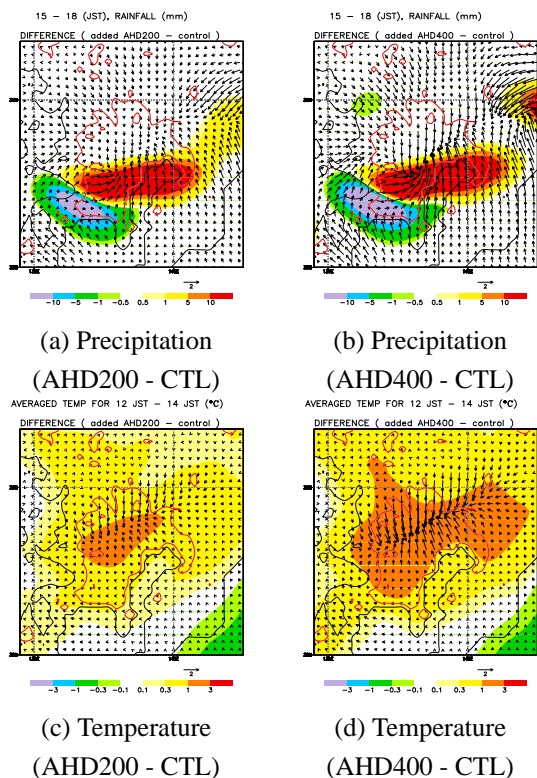 15 – 18 (JST), RAINFALL (mm)
DIFFERENCE ( added AHD200 – control )
2
−10 −5 −1 −0.5 0.5 1 5 10
(a) Precipitation
(AHD200 - CTL)
15 – 18 (JST), RAINFALL (mm)
DIFFERENCE ( added AHD400 – control )
2
−10 −5 −1 −0.5 0.5 1 5 10
(b) Precipitation
(AHD400 - CTL)
AVERAGED TEMP FOR 12 JST – 14 JST (°C)
DIFFERENCE ( added AHD200 – control )
2
−3 −1 −0.3 −0.1 0.1 0.3 1 3
(c) Temperature
(AHD200 - CTL)
AVERAGED TEMP FOR 12 JST – 14 JST (°C)
DIFFERENCE ( added AHD400 – control )
2
−3 −1 −0.3 −0.1 0.1 0.3 1 3
(d) Temperature
(AHD400 - CTL)